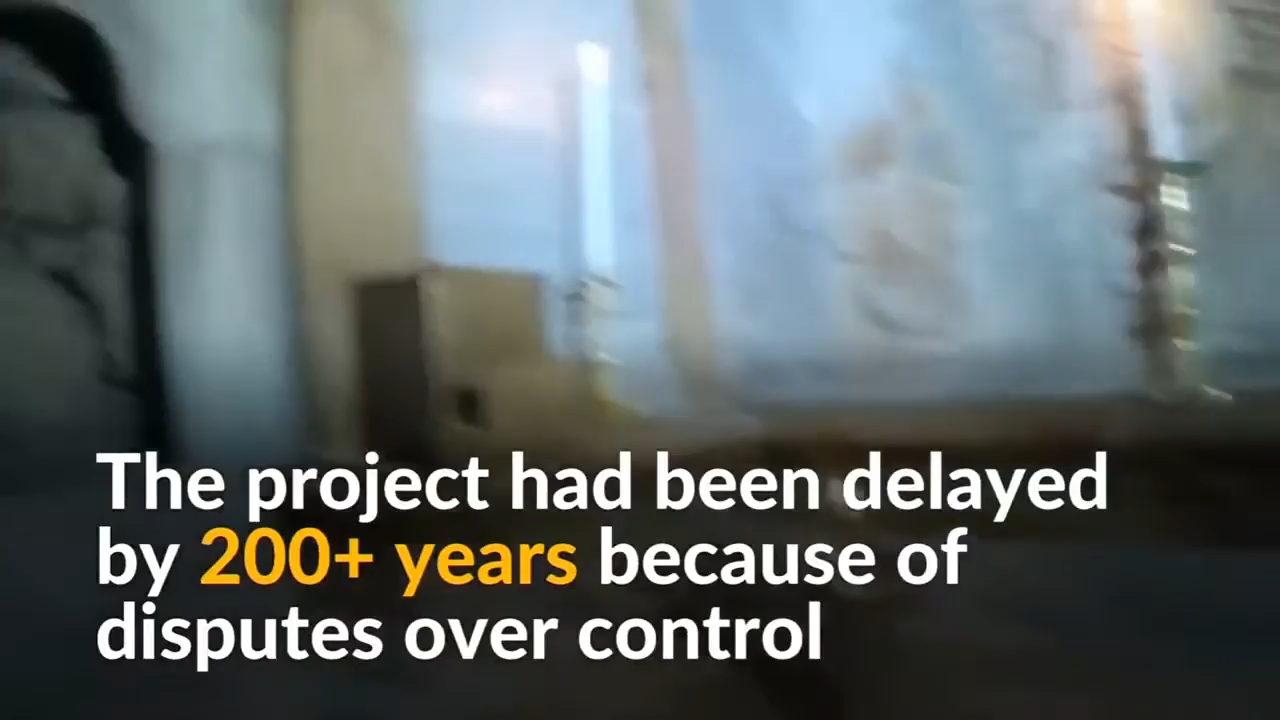 The project had been delayed
by 200+ years because of
disputes over control